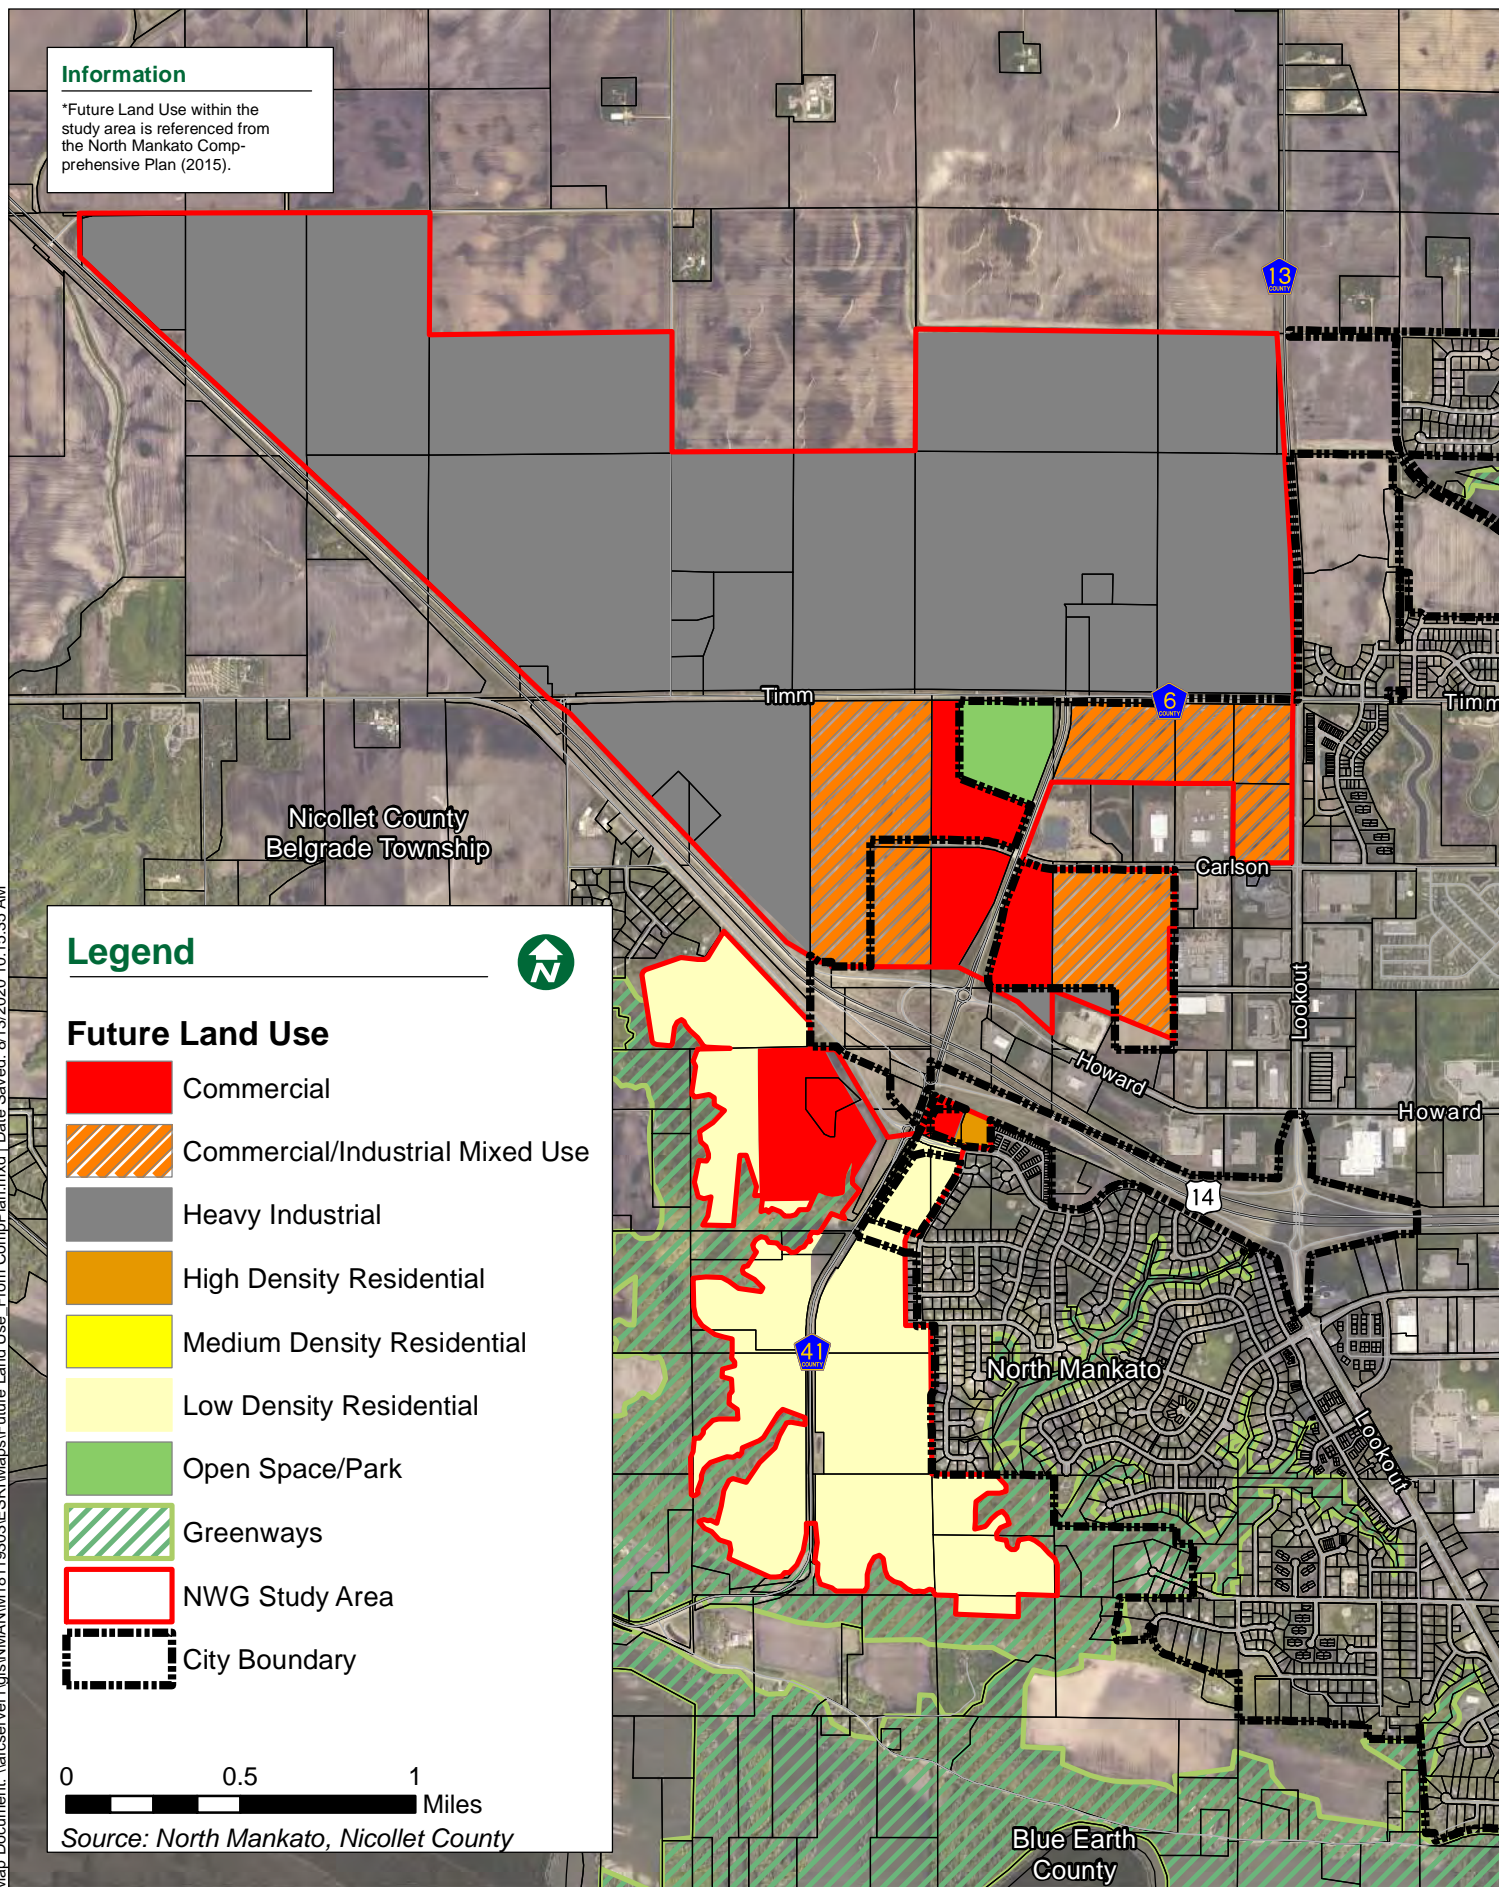 Information
*Future Land Use within the
study area is referenced from
the North Mankato Comp-
prehensive Plan (2015).
13
COUNTY
Timm
6
COUNTY
Timm
Nicollet County
Belgrade Township
Carlson
Lookout
Howard
Howard
14
41
COUNTY
North Mankato
Lookout
Blue Earth
County
Legend
N
Future Land Use
Commercial
Commercial/Industrial Mixed Use
Heavy Industrial
High Density Residential
Medium Density Residential
Low Density Residential
Open Space/Park
Greenways
NWG Study Area
City Boundary
0 0.5 1
Miles
Source: North Mankato, Nicollet County